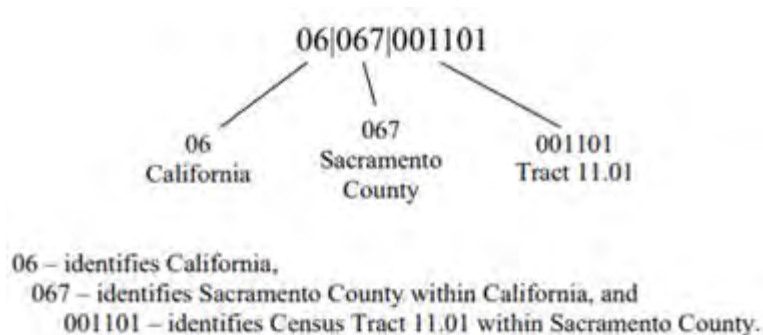 06|067|001101
06
California
067
Sacramento
County
001101
Tract 11.01
06 – identifies California,
067 – identifies Sacramento County within California, and
001101 – identifies Census Tract 11.01 within Sacramento County.